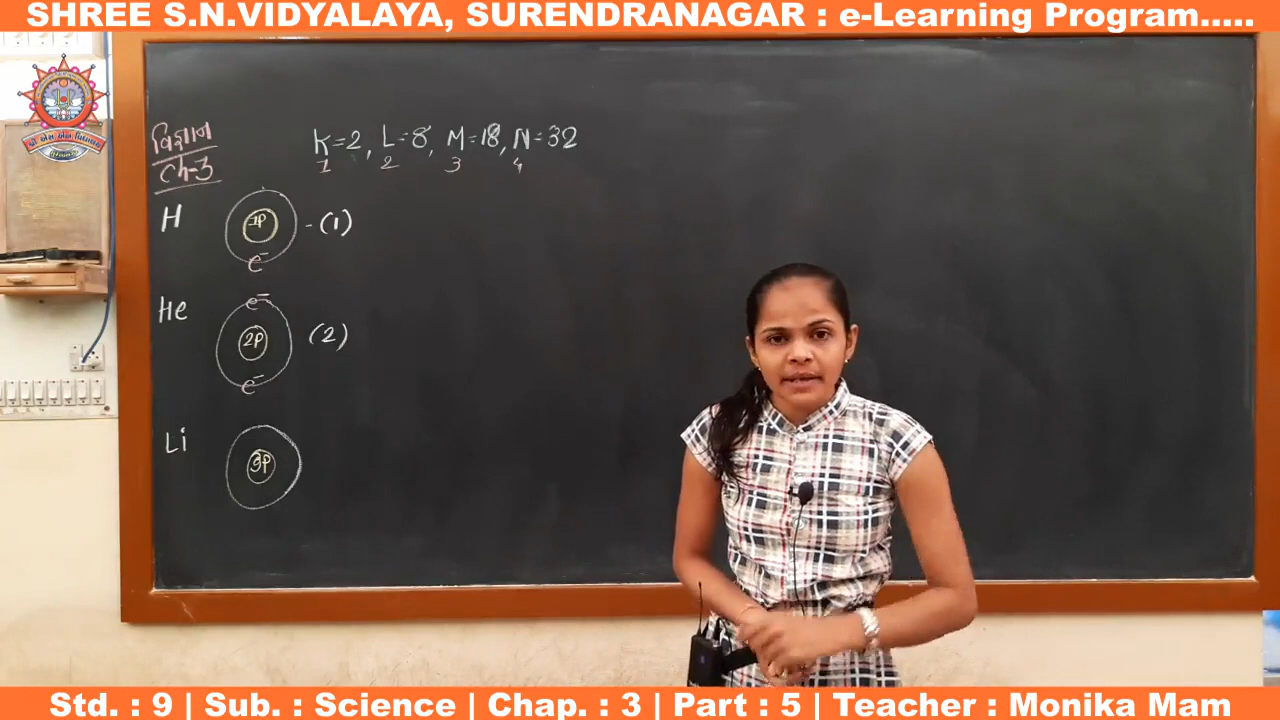 SHREE S.N.VIDYALAYA, SURENDRANAGAR : e-Learning Program.....
વિજ્ઞાન
Ch-3
K=2, L=8, M=18, N=32
1 2 3 4
H
1P
e⁻
-(1)
He
e⁻
2P
e⁻
(2)
Li
3P
Std. : 9 | Sub. : Science | Chap. : 3 | Part : 5 | Teacher : Monika Mam